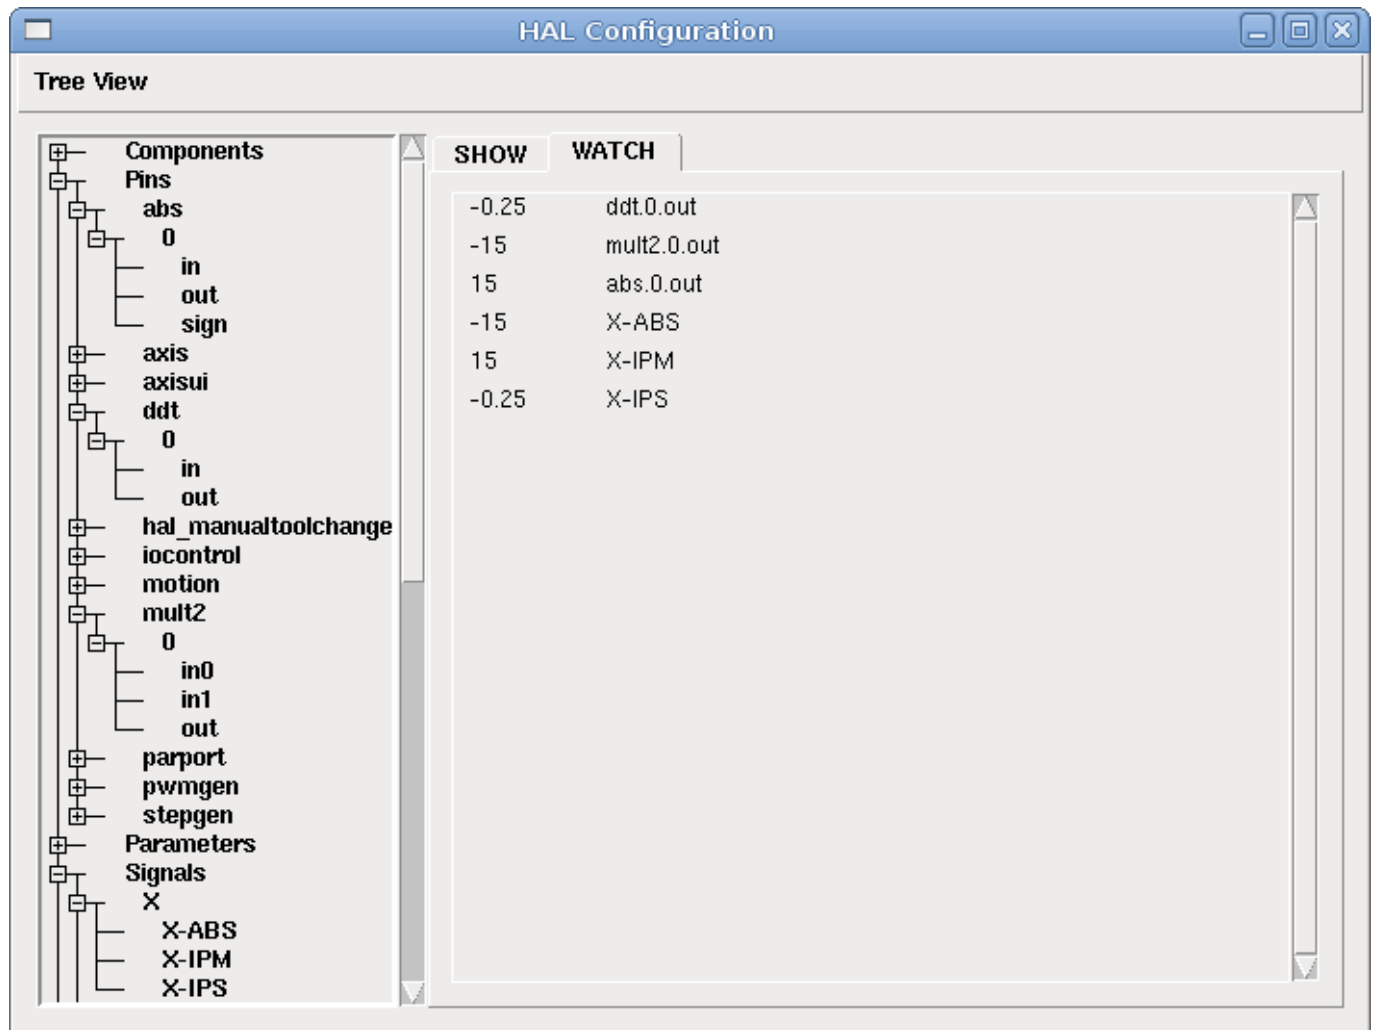 HAL Configuration
Tree View
Components
Pins
abs
0
in
out
sign
axis
axisui
ddt
0
in
out
hal_manualtoolchange
iocontrol
motion
mult2
0
in0
in1
out
parport
pwmgen
stepgen
Parameters
Signals
X
X-ABS
X-IPM
X-IPS
SHOW WATCH
-0.25 ddt.0.out
-15 mult2.0.out
15 abs.0.out
-15 X-ABS
15 X-IPM
-0.25 X-IPS